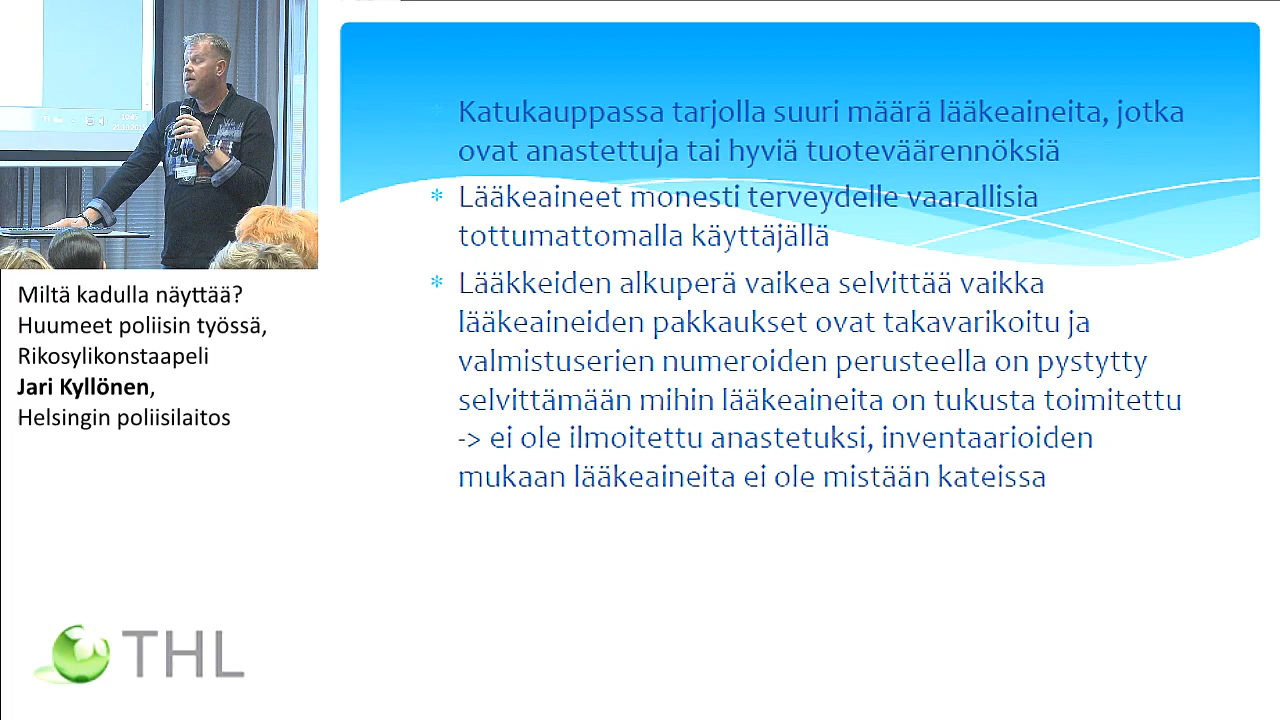 Katukauppassa tarjolla suuri määrä lääkeaineita, jotka
ovat anastettuja tai hyviä tuoteväärennöksiä
Lääkeaineet monesti terveydelle vaarallisia
tottumattomalla käyttäjällä
Lääkkeiden alkuperä vaikea selvittää vaikka
lääkeaineiden pakkaukset ovat takavarikoitu ja
valmistuserien numeroiden perusteella on pystytty
selvittämään mihin lääkeaineita on tukusta toimitettu
-> ei ole ilmoitettu anastetuksi, inventaarioiden
mukaan lääkeaineita ei ole mistään kateissa
Miltä kadulla näyttää?
Huumeet poliisin työssä,
Rikosylikonstaapeli
Jari Kyllönen,
Helsingin poliisilaitos
THL